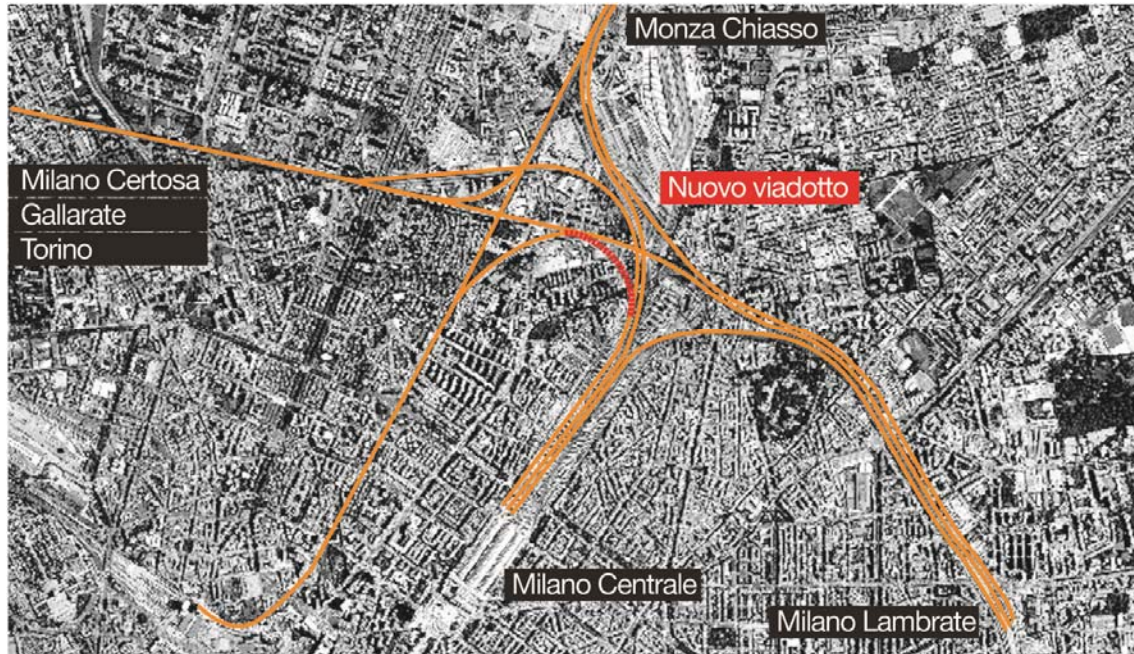 Monza Chiasso
Milano Certosa
Nuovo viadotto
Gallarate
Torino
Milano Centrale
Milano Lambrate